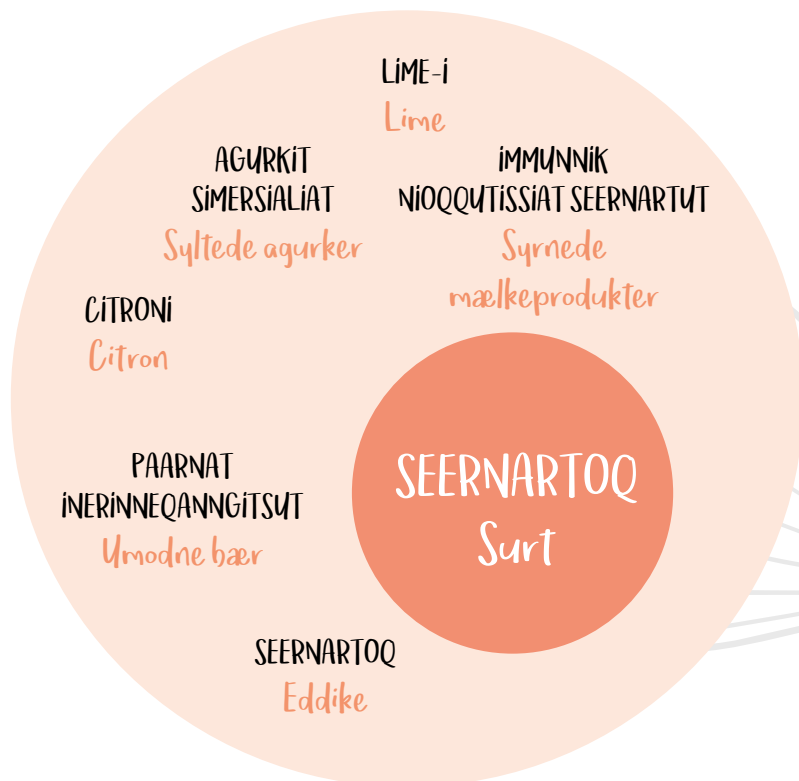 LIME-I
Lime
AGURKIT
SIMERSIALIAT
Syltede agurker
IMMUNNIK
NIOQQUTISSIAT SEERNARTUT
Syrnede
mælkeprodukter
CITRONI
Citron
PAARNAT
INERINNEQANNGITSUT
Umodne bær
SEERNARTOQ
Surt
SEERNARTOQ
Eddike